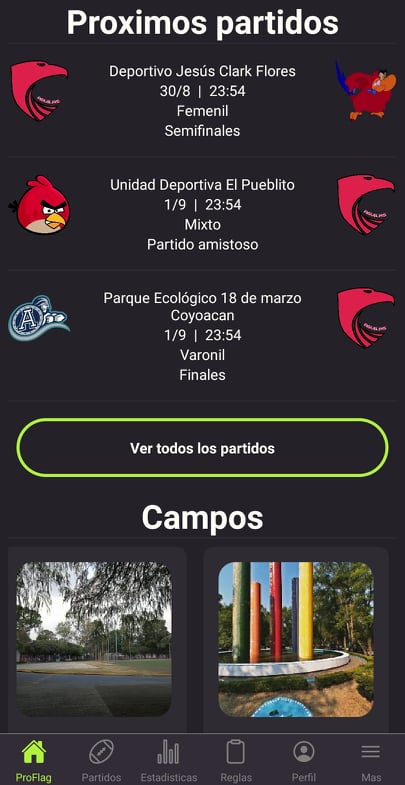 Proximos partidos
Deportivo Jesús Clark Flores
30/8 | 23:54
Femenil
Semifinales
Unidad Deportiva El Pueblito
1/9 | 23:54
Mixto
Partido amistoso
Parque Ecológico 18 de marzo
Coyoacan
1/9 | 23:54
Varonil
Finales
A
Ver todos los partidos
Campos
ProFlag
Partidos
Estadisticas
Reglas
Perfil
Mas